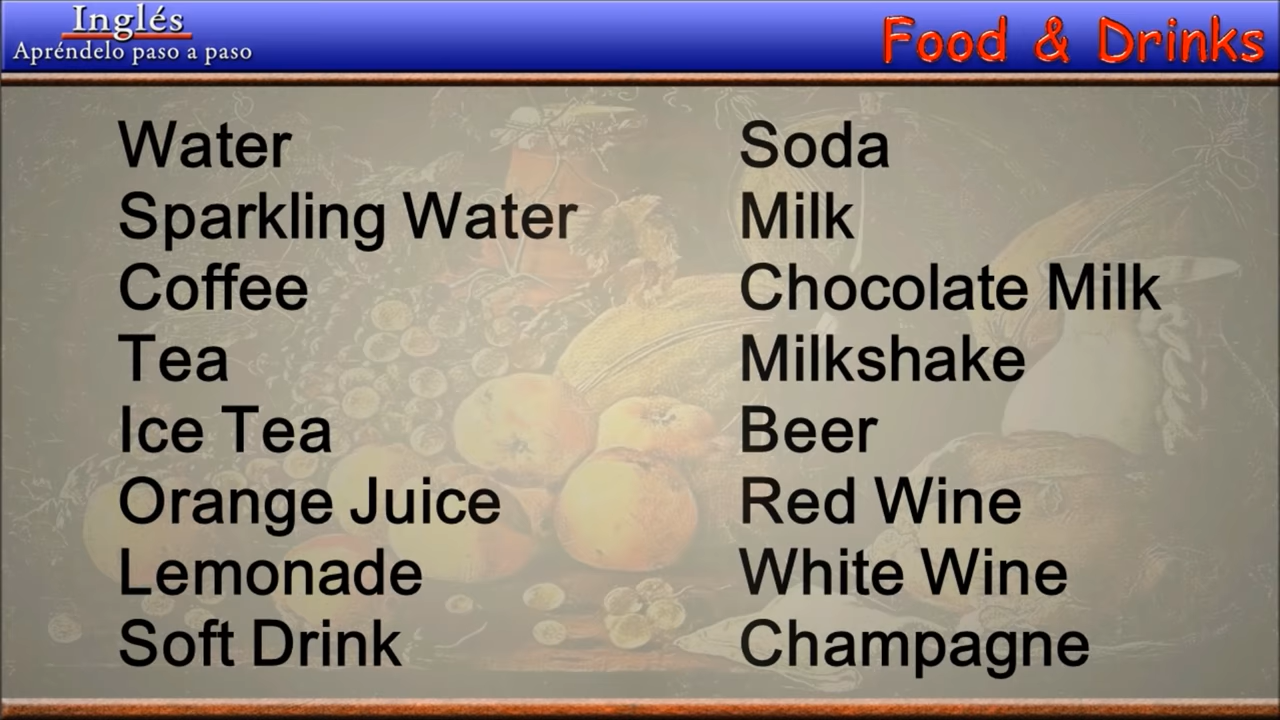 Inglés
Apréndelo paso a paso
Food & Drinks
Water
Sparkling Water
Coffee
Tea
Ice Tea
Orange Juice
Lemonade
Soft Drink
Soda
Milk
Chocolate Milk
Milkshake
Beer
Red Wine
White Wine
Champagne